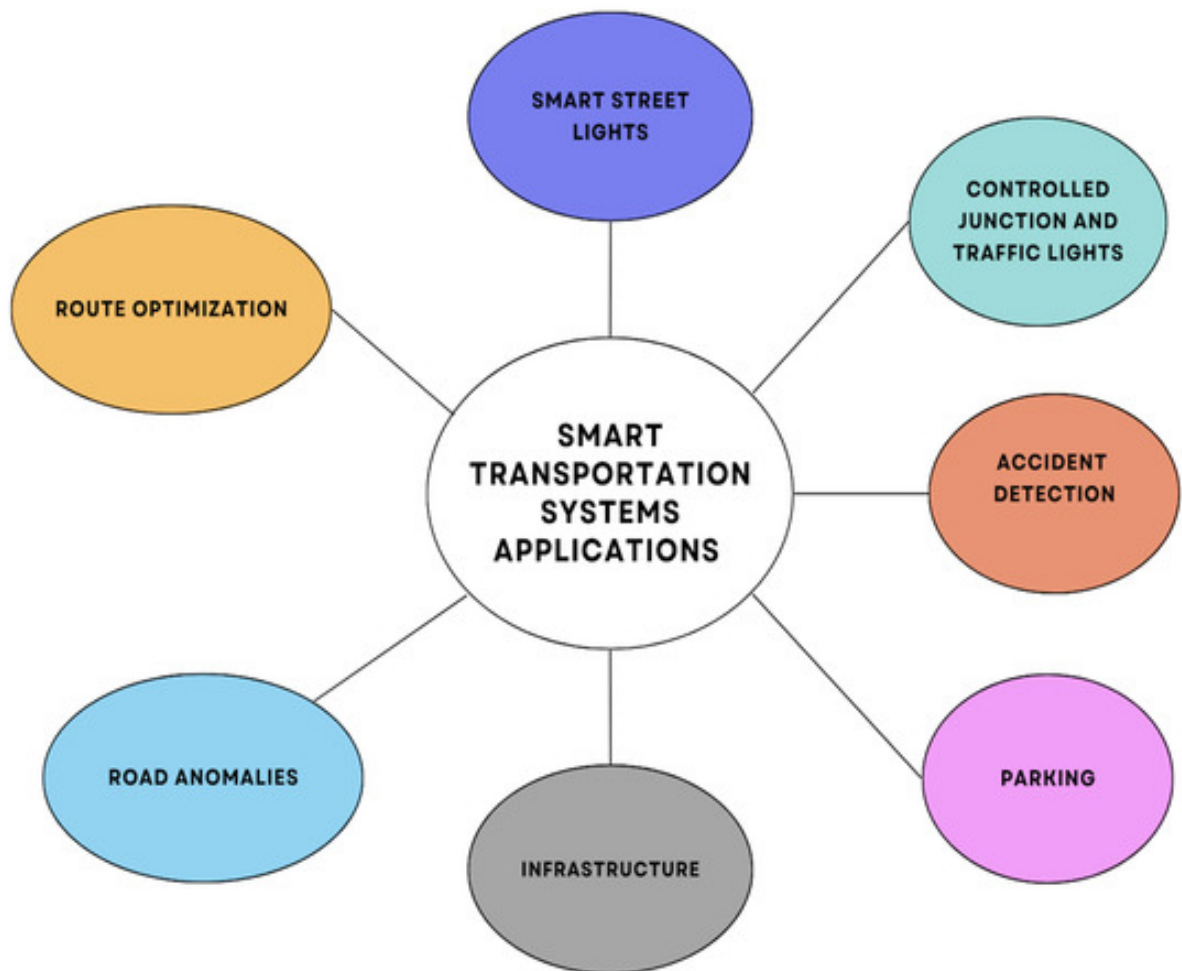 SMART STREET
LIGHTS
CONTROLLED
JUNCTION AND
TRAFFIC LIGHTS
ROUTE OPTIMIZATION
SMART
TRANSPORTATION
SYSTEMS
APPLICATIONS
ACCIDENT
DETECTION
ROAD ANOMALIES
PARKING
INFRASTRUCTURE